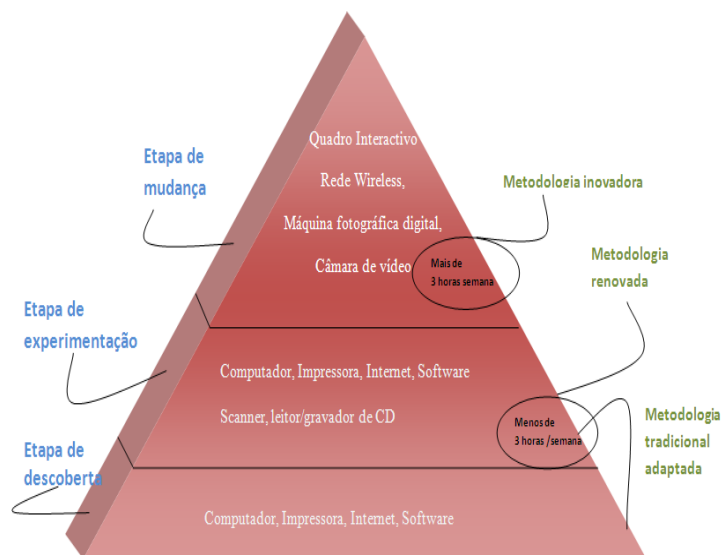 Quadro Interactivo
Rede Wireless,
Máquina fotográfica digital,
Câmara de vídeo
Mais de
3 horas semana
Etapa de
mudança
Metodologia inovadora
Metodologia
renovada
Etapa de
experimentação
Computador, Impressora, Internet, Software
Scanner, leitor/gravador de CD
Menos de
3 horas /semana
Metodologia
tradicional
adaptada
Etapa de
descoberta
Computador, Impressora, Internet, Software